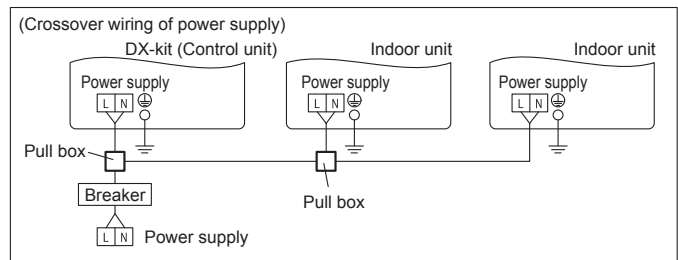 (Crossover wiring of power supply)
DX-kit (Control unit)
Indoor unit
Indoor unit
Power supply
Power supply
Power supply
L N
L N
L N
Pull box
Breaker
Pull box
L N Power supply